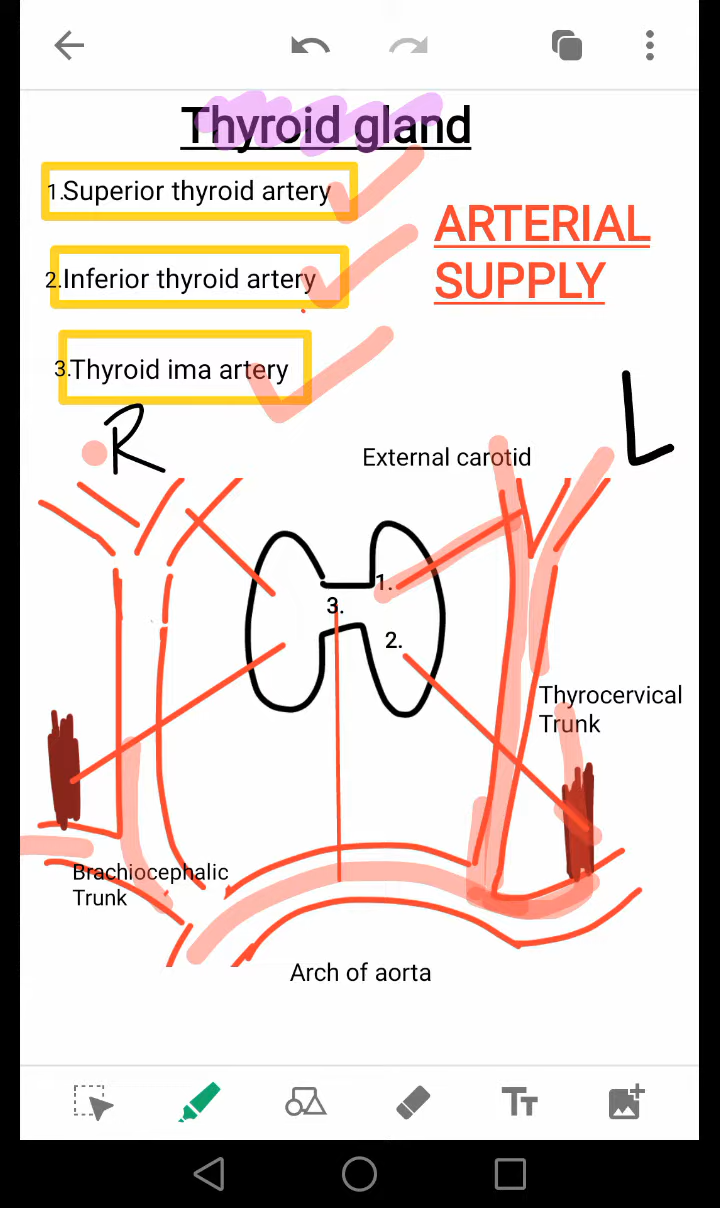 Thyroid gland
1.Superior thyroid artery
ARTERIAL
SUPPLY
2.Inferior thyroid artery
3.Thyroid ima artery
R
L
External carotid
1.
3.
2.
Thyrocervical
Trunk
Brachiocephalic
Trunk
Arch of aorta
TT